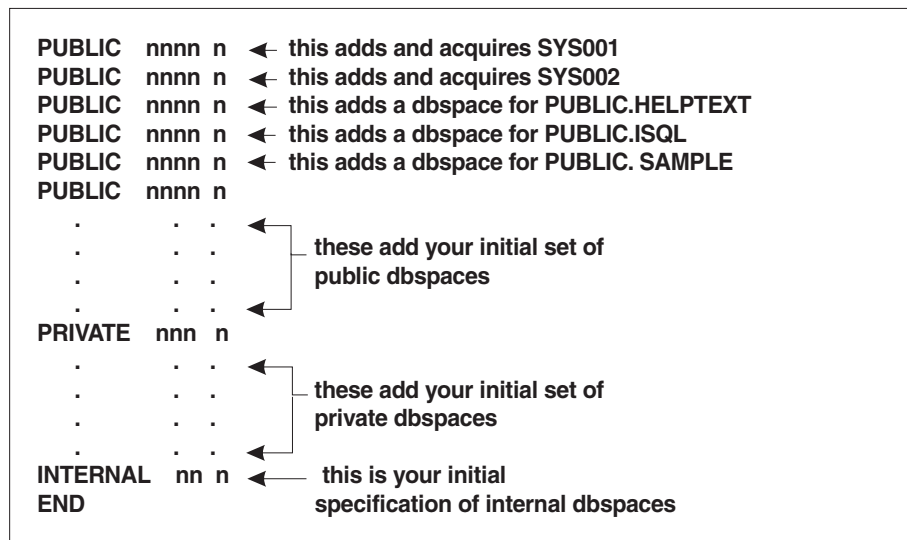 PUBLIC nnnn n this adds and acquires SYS001
PUBLIC nnnn n this adds and acquires SYS002
PUBLIC nnnn n this adds a dbspace for PUBLIC.HELPTEXT
PUBLIC nnnn n this adds a dbspace for PUBLIC.ISQL
PUBLIC nnnn n this adds a dbspace for PUBLIC. SAMPLE
PUBLIC nnnn n
. . .
. . . these add your initial set of
. . . public dbspaces
. . .
PRIVATE nnn n
. . .
. . . these add your initial set of
. . . private dbspaces
. . .
INTERNAL nn n this is your initial
END specification of internal dbspaces